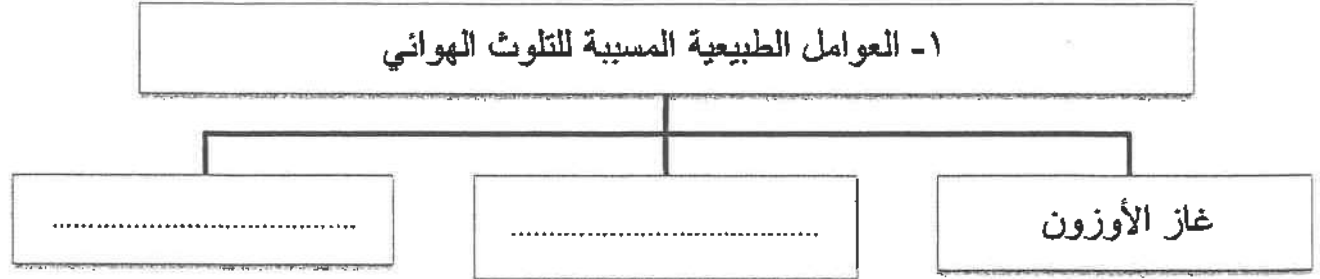 ١- العوامل الطبيعية المسببة للتلوث الهوائي
غاز الأوزون
................................
................................